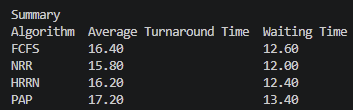 Summary
Algorithm  Average Turnaround Time  Waiting Time
FCFS       16.40                    12.60
NRR        15.80                    12.00
HRRN       16.20                    12.40
PAP        17.20                    13.40